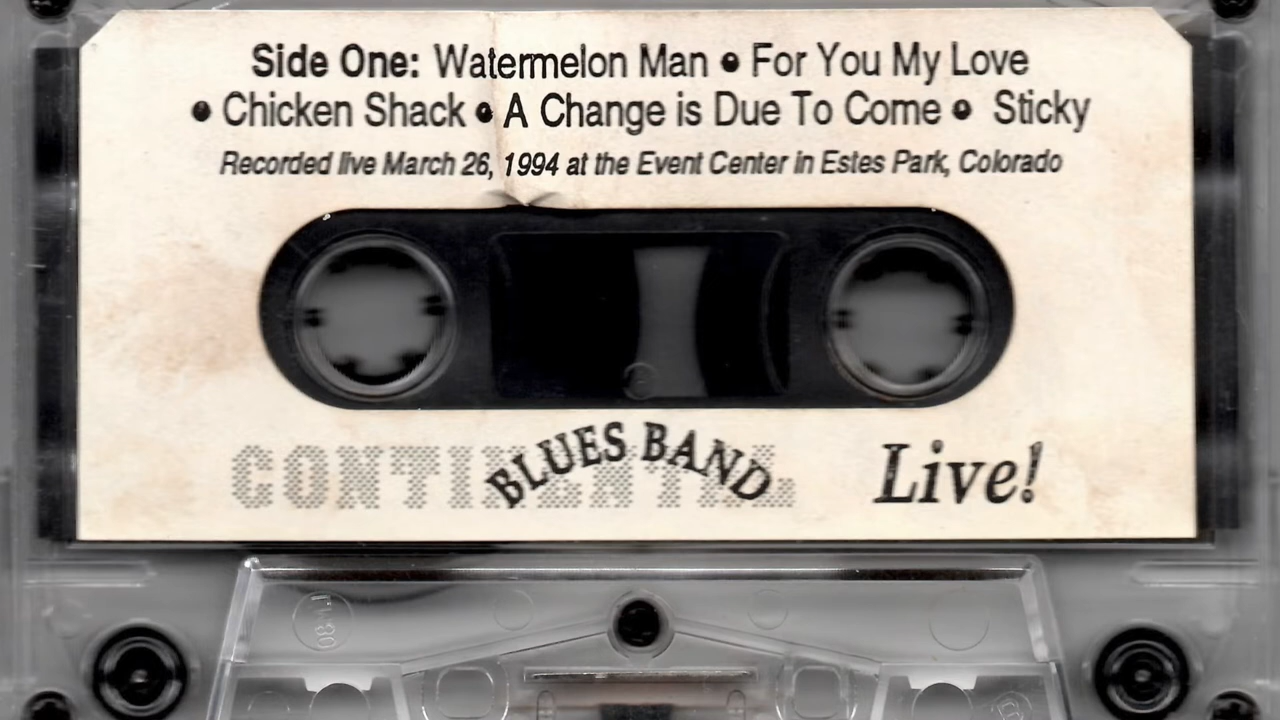 Side One: Watermelon Man • For You My Love
• Chicken Shack • A Change is Due To Come • Sticky
Recorded live March 26, 1994 at the Event Center in Estes Park, Colorado
BLUES BAND
CONTINENTAL
Live!